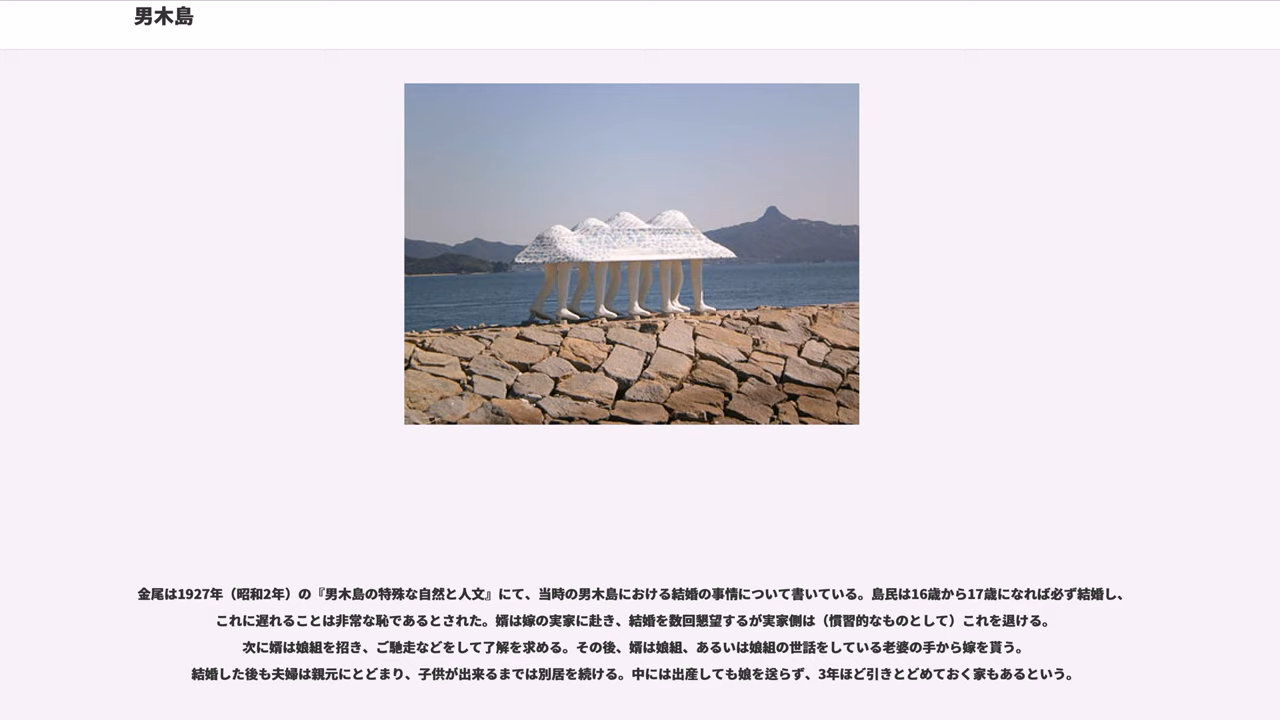 男木島
金尾は1927年（昭和2年）の『男木島の特殊な自然と人文』にて、当時の男木島における結婚の事情について書いている。島民は16歳から17歳になれば必ず結婚し、
これに遅れることは非常な恥であるとされた。婿は嫁の実家に赴き、結婚を数回懇望するが実家側は（慣習的なものとして）これを退ける。
次に婿は娘組を招き、ご馳走などをして了解を求める。その後、婿は娘組、あるいは娘組の世話をしている老婆の手から嫁を貰う。
結婚した後も夫婦は親元にとどまり、子供が出来るまでは別居を続ける。中には出産しても娘を送らず、3年ほど引きとどめておく家もあるという。